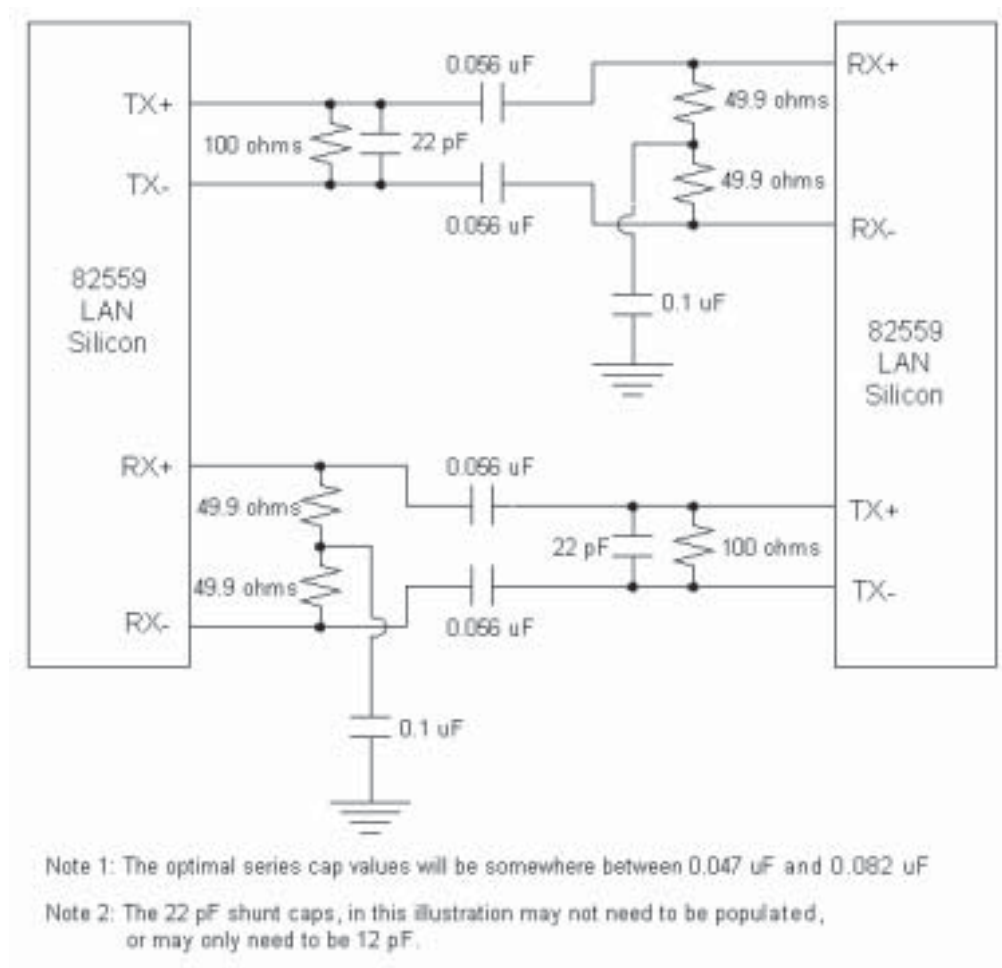 0.056 uF
RX+
TX+
49.9 ohms
100 ohms
22 pF
TX-
49.9 ohms
0.056 uF
RX-
82559
LAN
Silicon
0.1 uF
82559
LAN
Silicon
RX+
0.056 uF
49.9 ohms
TX+
22 pF
100 ohms
49.9 ohms
TX-
RX-
0.056 uF
0.1 uF
Note 1: The optimal series cap values will be somewhere between 0.047 uF and 0.082 uF
Note 2: The 22 pF shunt caps, in this illustration may not need to be populated,
or may only need to be 12 pF.